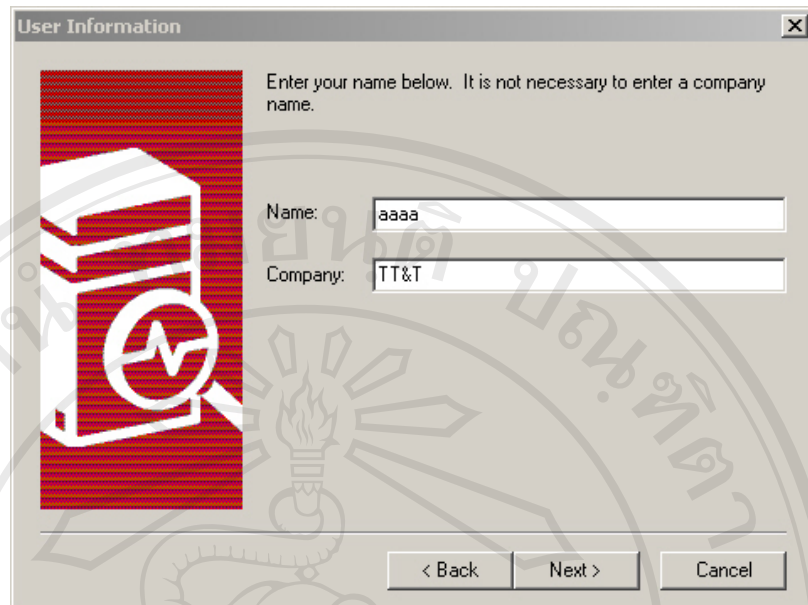 User Information
Enter your name below. It is not necessary to enter a company
name.
Name: aaaa
Company: TT&T
< Back Next > Cancel